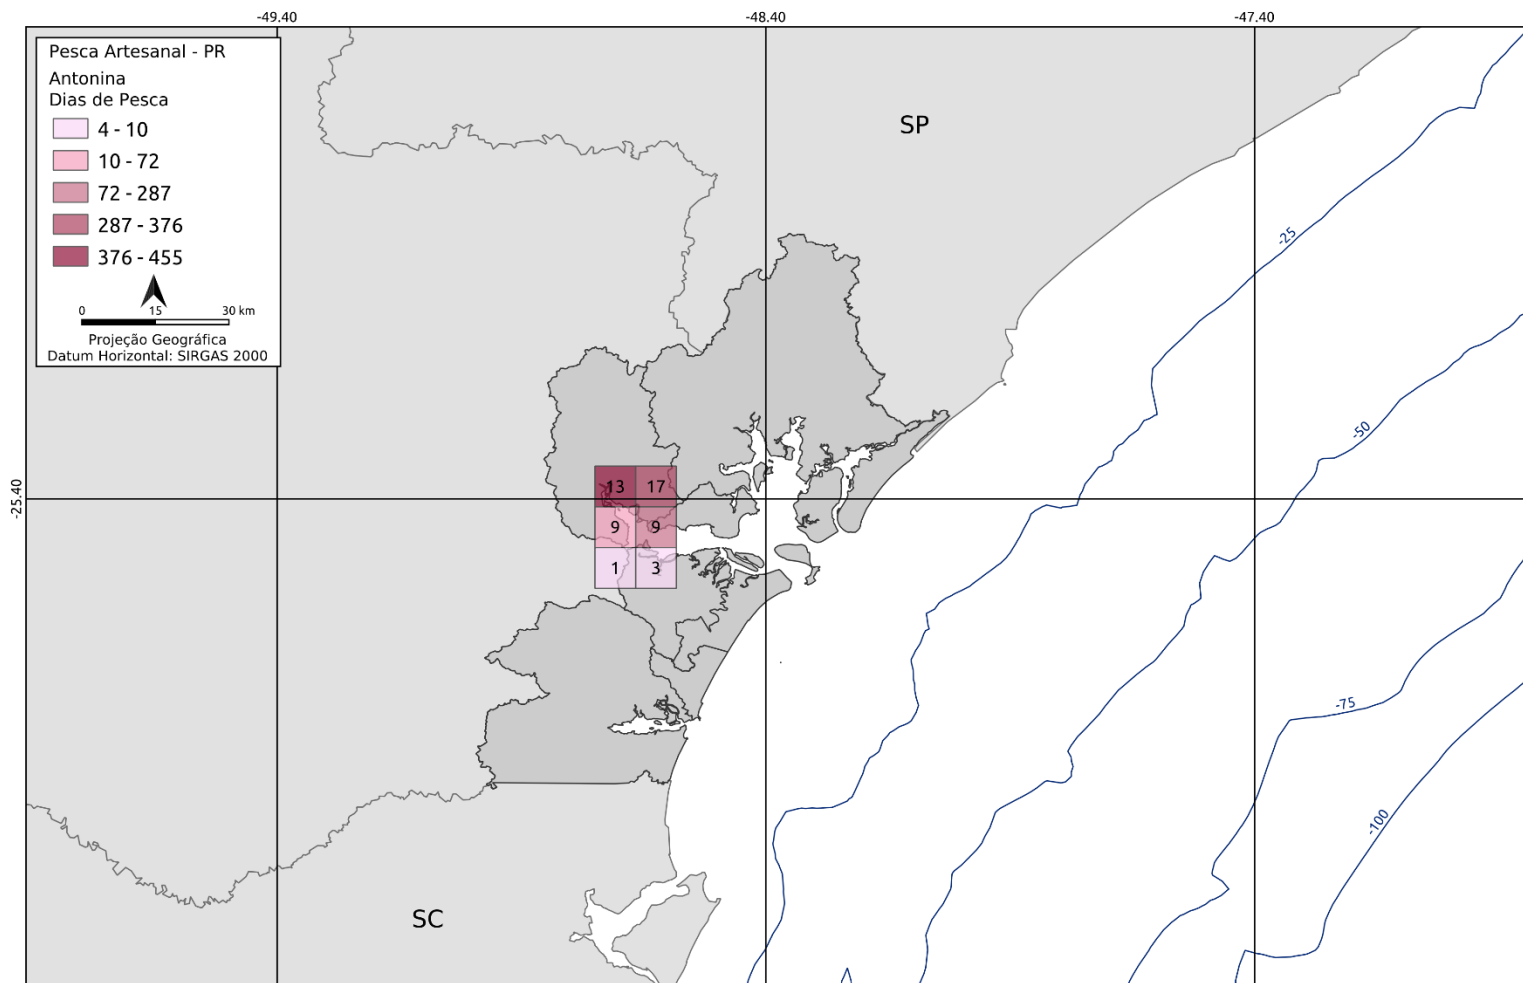 -49.40
-48.40
-47.40
Pesca Artesanal - PR
Antonina
Dias de Pesca
4 - 10
10 - 72
72 - 287
287 - 376
376 - 455
0 15 30 km
Projeção Geográfica
Datum Horizontal: SIRGAS 2000
SP
-25
-50
-25.40
13 17
9 9
1 3
-75
-100
SC